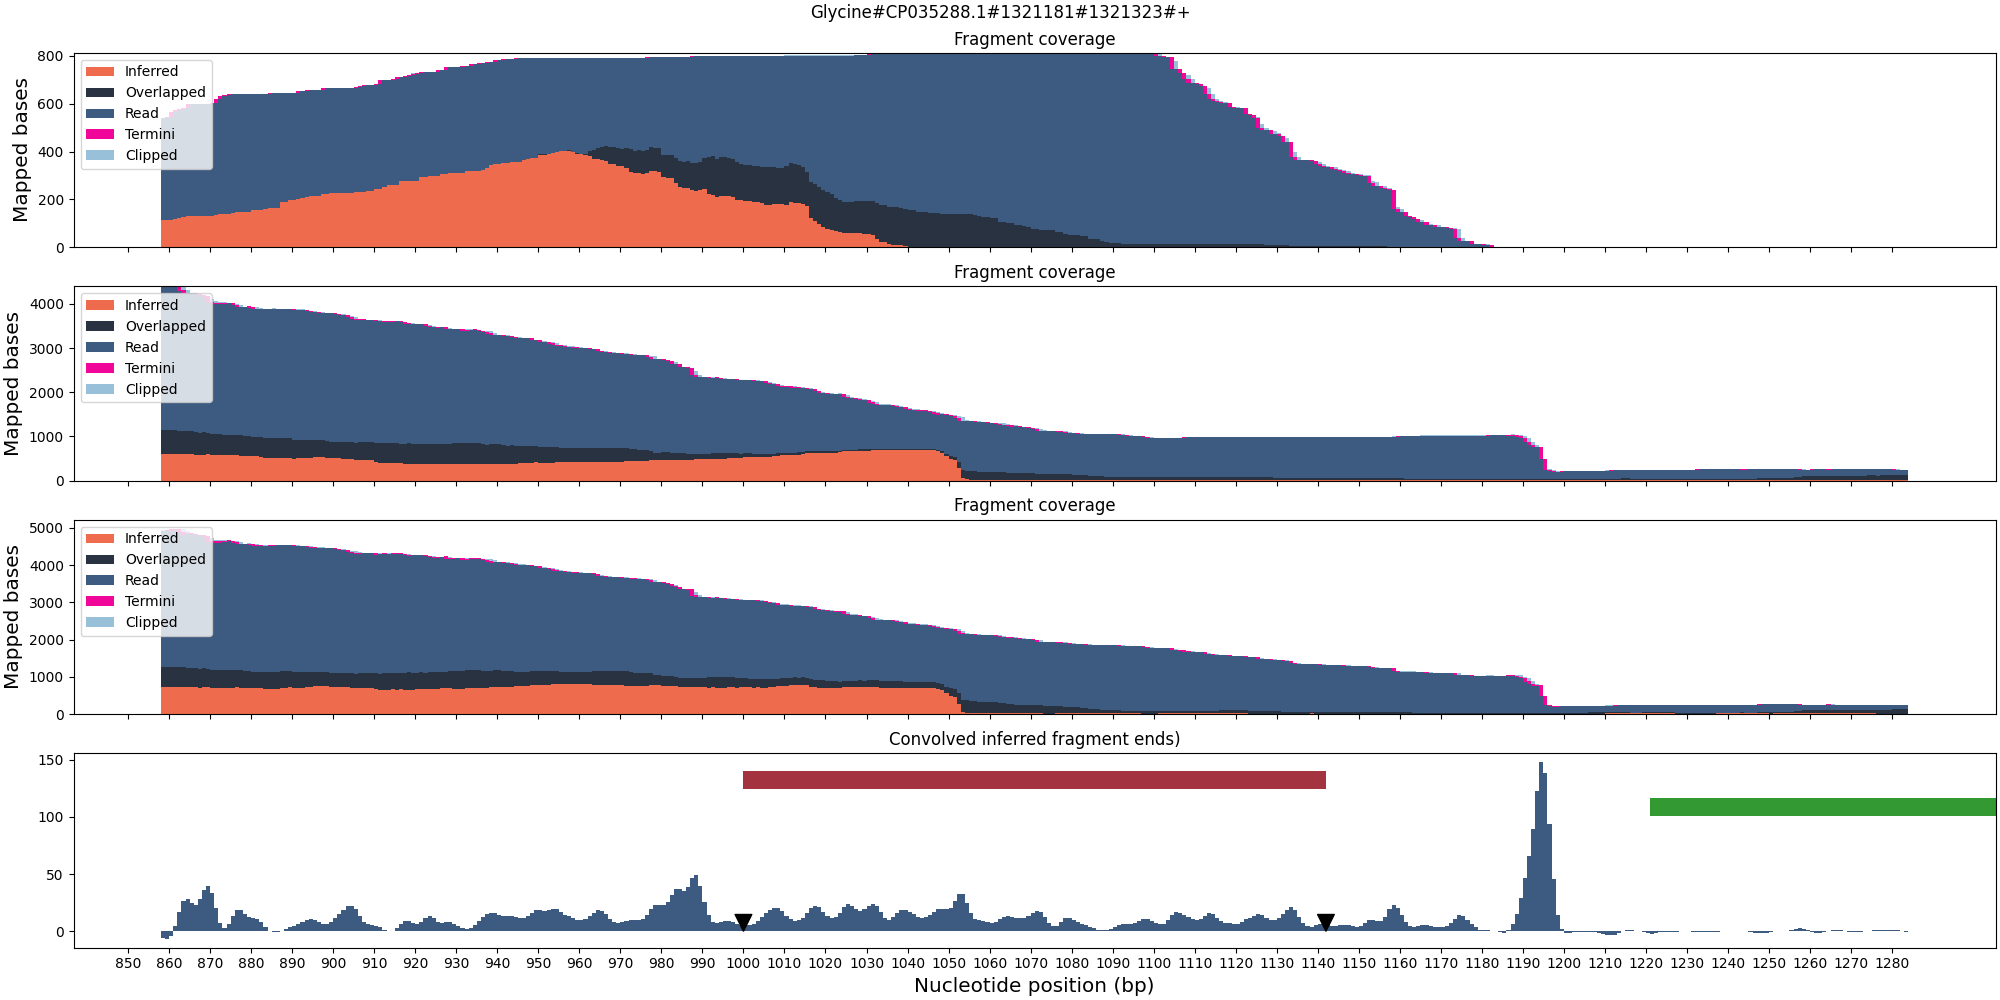 Glycine#CP035288.1#1321181#1321323#+
Fragment coverage
Mapped bases
800
600
400
200
0
Inferred
Overlapped
Read
Termini
Clipped
Fragment coverage
Mapped bases
4000
3000
2000
1000
0
Inferred
Overlapped
Read
Termini
Clipped
Fragment coverage
Mapped bases
5000
4000
3000
2000
1000
0
Inferred
Overlapped
Read
Termini
Clipped
Convolved inferred fragment ends)
150
100
50
0
850 860 870 880 890 900 910 920 930 940 950 960 970 980 990 1000 1010 1020 1030 1040 1050 1060 1070 1080 1090 1100 1110 1120 1130 1140 1150 1160 1170 1180 1190 1200 1210 1220 1230 1240 1250 1260 1270 1280
Nucleotide position (bp)